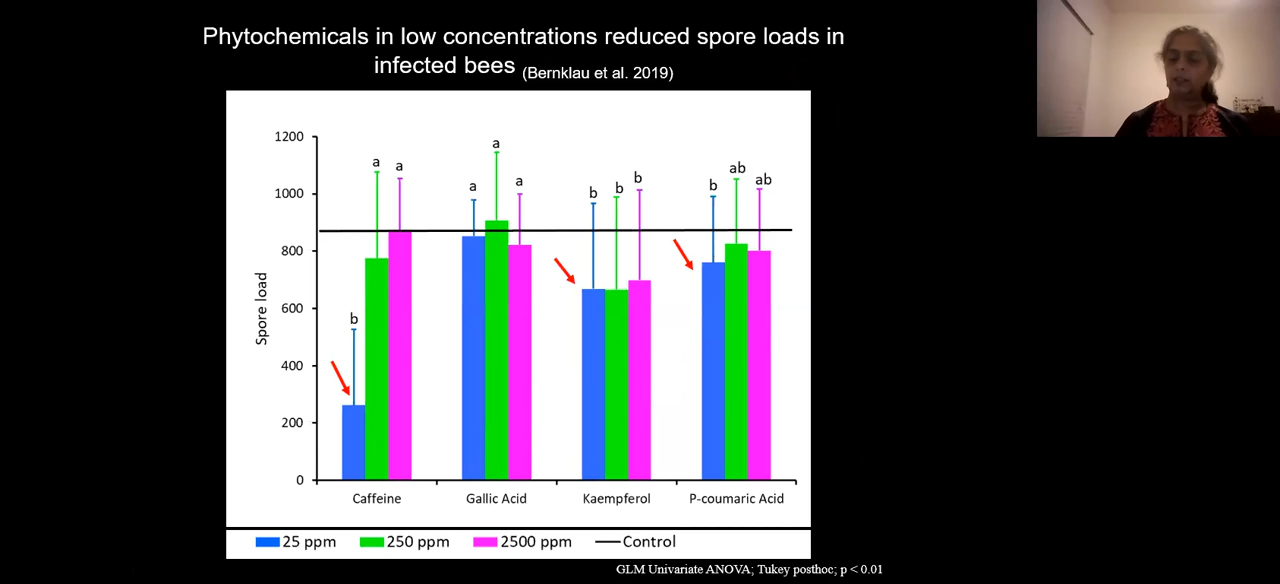 Phytochemicals in low concentrations reduced spore loads in
infected bees (Bernklau et al. 2019)
1200
1000
800
600
400
200
0
Spore load
b
a
a
a
a
a
b
b
b
b
ab
ab
Caffeine
Gallic Acid
Kaempferol
P-coumaric Acid
25 ppm
250 ppm
2500 ppm
Control
GLM Univariate ANOVA; Tukey posthoc; p < 0.01